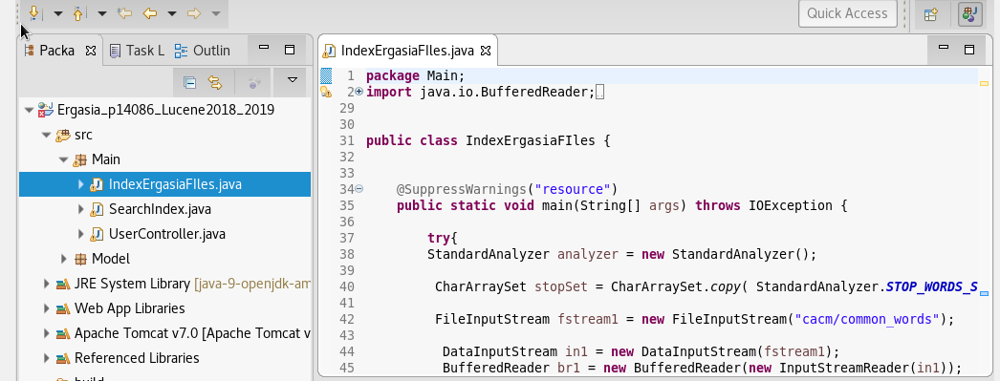 Quick Access
Packa
Task L
Outlin
Ergasia_p14086_Lucene2018_2019
src
Main
IndexErgasiaFIles.java
SearchIndex.java
UserController.java
Model
JRE System Library [java-9-openjdk-am
Web App Libraries
Apache Tomcat v7.0 [Apache Tomcat v
Referenced Libraries
build
IndexErgasiaFIles.java
1 package Main;
2 import java.io.BufferedReader;
29
30
31 public class IndexErgasiaFIles {
32
33
34 @SuppressWarnings("resource")
35 public static void main(String[] args) throws IOException {
36
37 try{
38 StandardAnalyzer analyzer = new StandardAnalyzer();
39
40 CharArraySet stopSet = CharArraySet.copy( StandardAnalyzer.STOP_WORDS_S
41
42 FileInputStream fstream1 = new FileInputStream("cacm/common_words");
43
44 DataInputStream in1 = new DataInputStream(fstream1);
45 BufferedReader br1 = new BufferedReader(new InputStreamReader(in1));